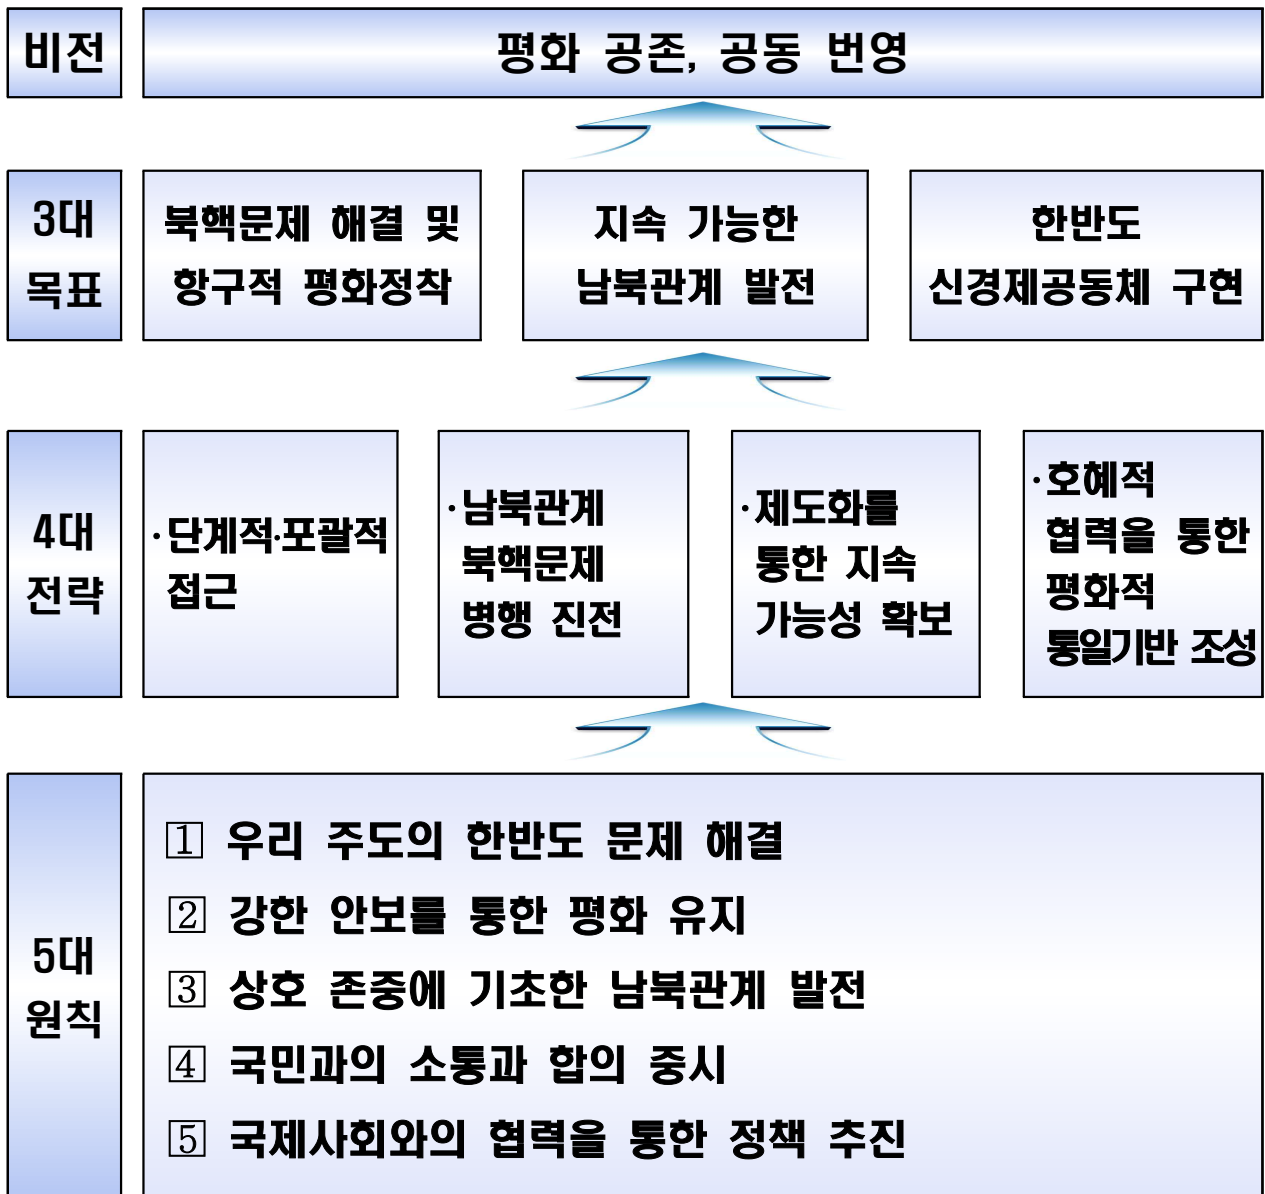 비전
평화 공존, 공동 번영
3대
목표
북핵문제 해결 및
항구적 평화정착
지속 가능한
남북관계 발전
한반도
신경제공동체 구현
4대
전략
·단계적·포괄적
접근
·남북관계
북핵문제
병행 진전
·제도화를
통한 지속
가능성 확보
·호혜적
협력을 통한
평화적
통일기반 조성
5대
원칙
1 우리 주도의 한반도 문제 해결
2 강한 안보를 통한 평화 유지
3 상호 존중에 기초한 남북관계 발전
4 국민과의 소통과 합의 중시
5 국제사회와의 협력을 통한 정책 추진